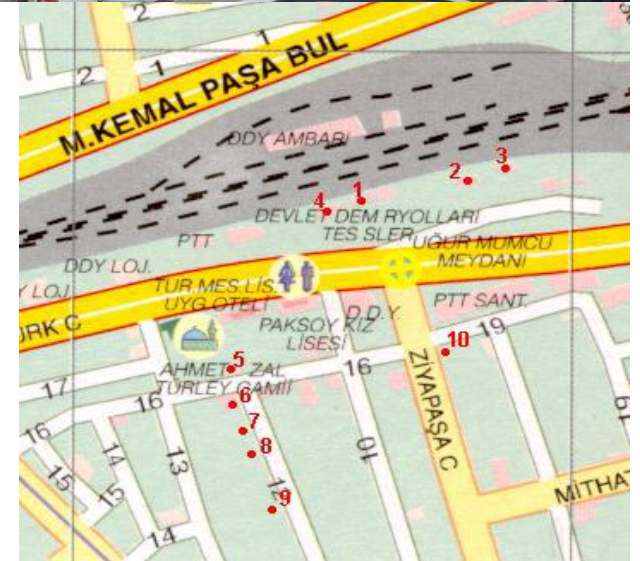 2
1
1
M.KEMAL PAŞA BUL
DDY AMBARI
3
2
1
4
DEVLET DEM RYOLLARI
TES SLER
UĞUR MUMCU
MEYDANI
PTT
DDY LOJ.
Y LOJ
TUR.MES.LİS.
UYG.OTELİ
D.D.Y.
PTT SANT.
PAKSOY KIZ
LİSESİ
ÜRK C
19
10
5
AHMET ZAL
TÜRLEY CAMİİ
16
17
16
6
ZİYAPAŞA C
19
16
7
14
13
8
10
15
15
12
9
MİTHAT
14